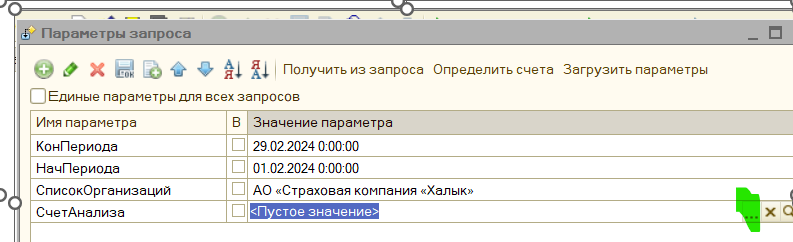 Параметры запроса
Получить из запроса Определить счета Загрузить параметры
Единые параметры для всех запросов
Имя параметра В Значение параметра
КонПериода 29.02.2024 0:00:00
НачПериода 01.02.2024 0:00:00
СписокОрганизаций АО «Страховая компания «Халык»
СчетАнализа <Пустое значение> ...